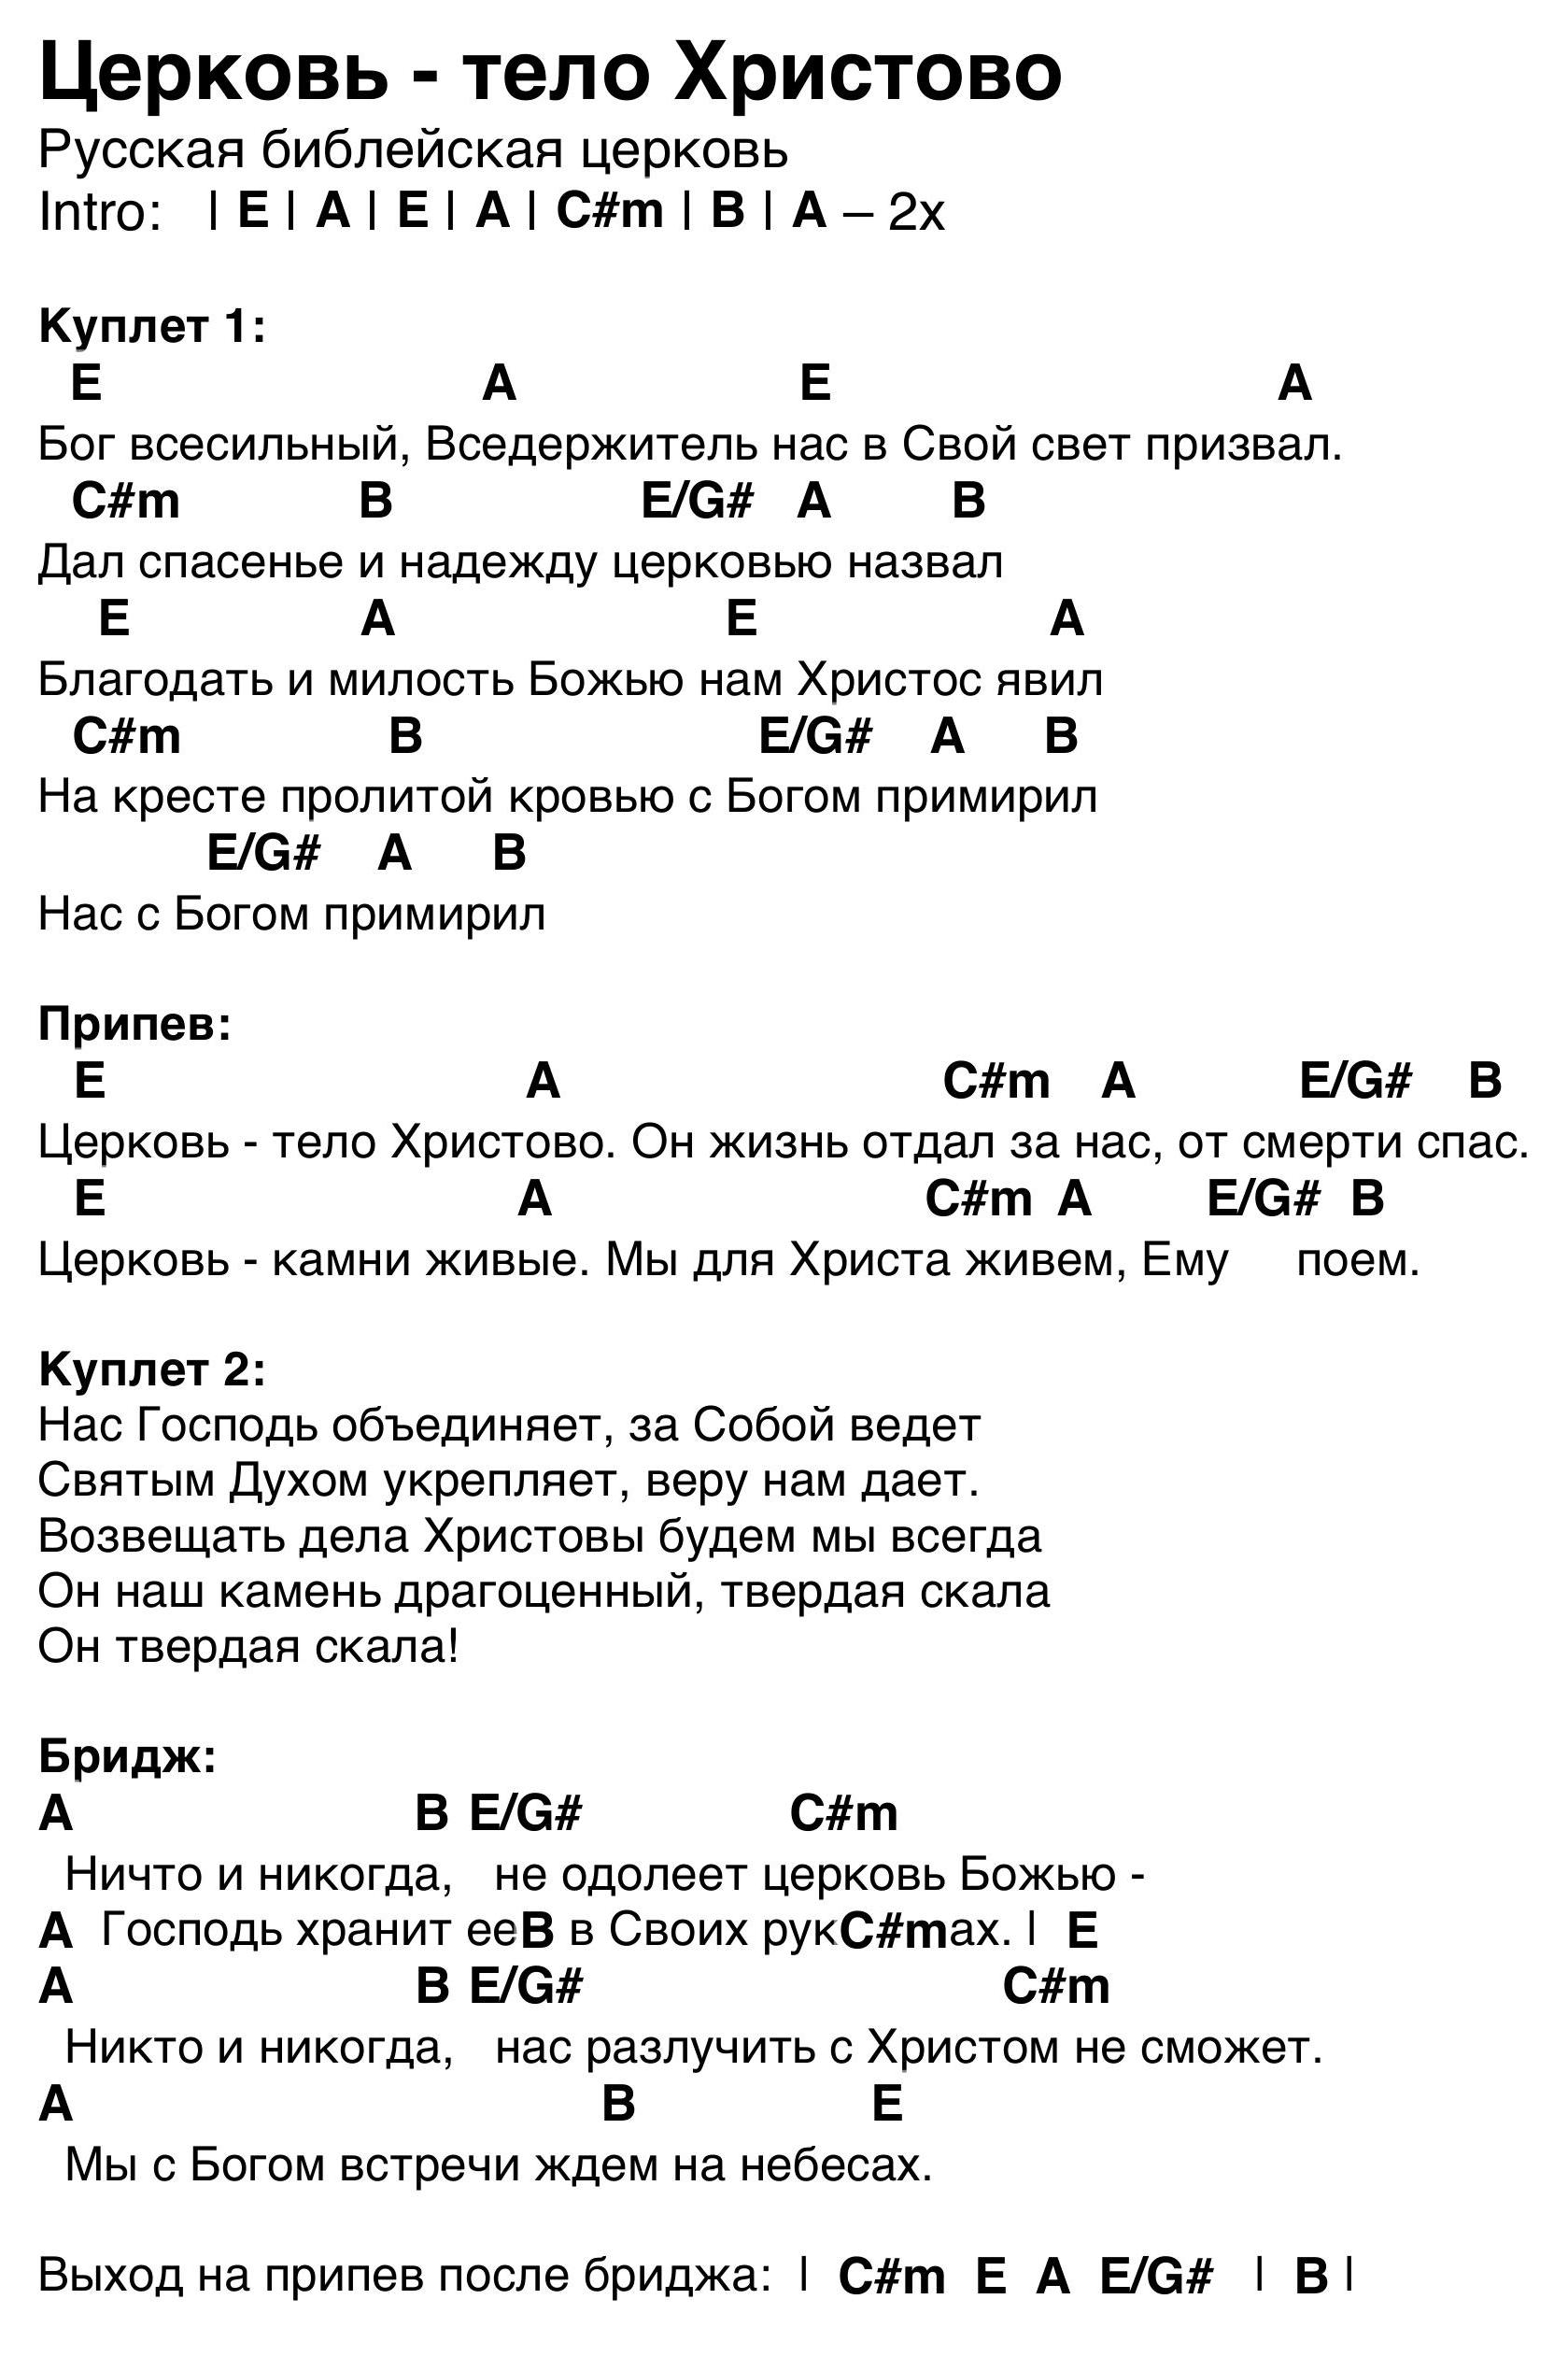 Церковь - тело Христово
Русская библейская церковь
Intro: | E | A | E | A | C#m | B | A – 2x
Куплет 1:
E A E A
Бог всесильный, Вседержитель нас в Свой свет призвал.
C#m B E/G# A B
Дал спасенье и надежду церковью назвал
E A E A
Благодать и милость Божью нам Христос явил
C#m B E/G# A B
На кресте пролитой кровью с Богом примирил
E/G# A B
Нас с Богом примирил
Припев:
E A C#m A E/G# B
Церковь - тело Христово. Он жизнь отдал за нас, от смерти спас.
E A C#m A E/G# B
Церковь - камни живые. Мы для Христа живем, Ему поем.
Куплет 2:
Нас Господь объединяет, за Собой ведет
Святым Духом укрепляет, веру нам дает.
Возвещать дела Христовы будем мы всегда
Он наш камень драгоценный, твердая скала
Он твердая скала!
Бридж:
A B E/G# C#m
Ничто и никогда, не одолеет церковь Божью -
A Господь хранит ееB в Своих рукC#mах. | E
A B E/G# C#m
Никто и никогда, нас разлучить с Христом не сможет.
A B E
Мы с Богом встречи ждем на небесах.
Выход на припев после бриджа: | C#m E A E/G# | B |